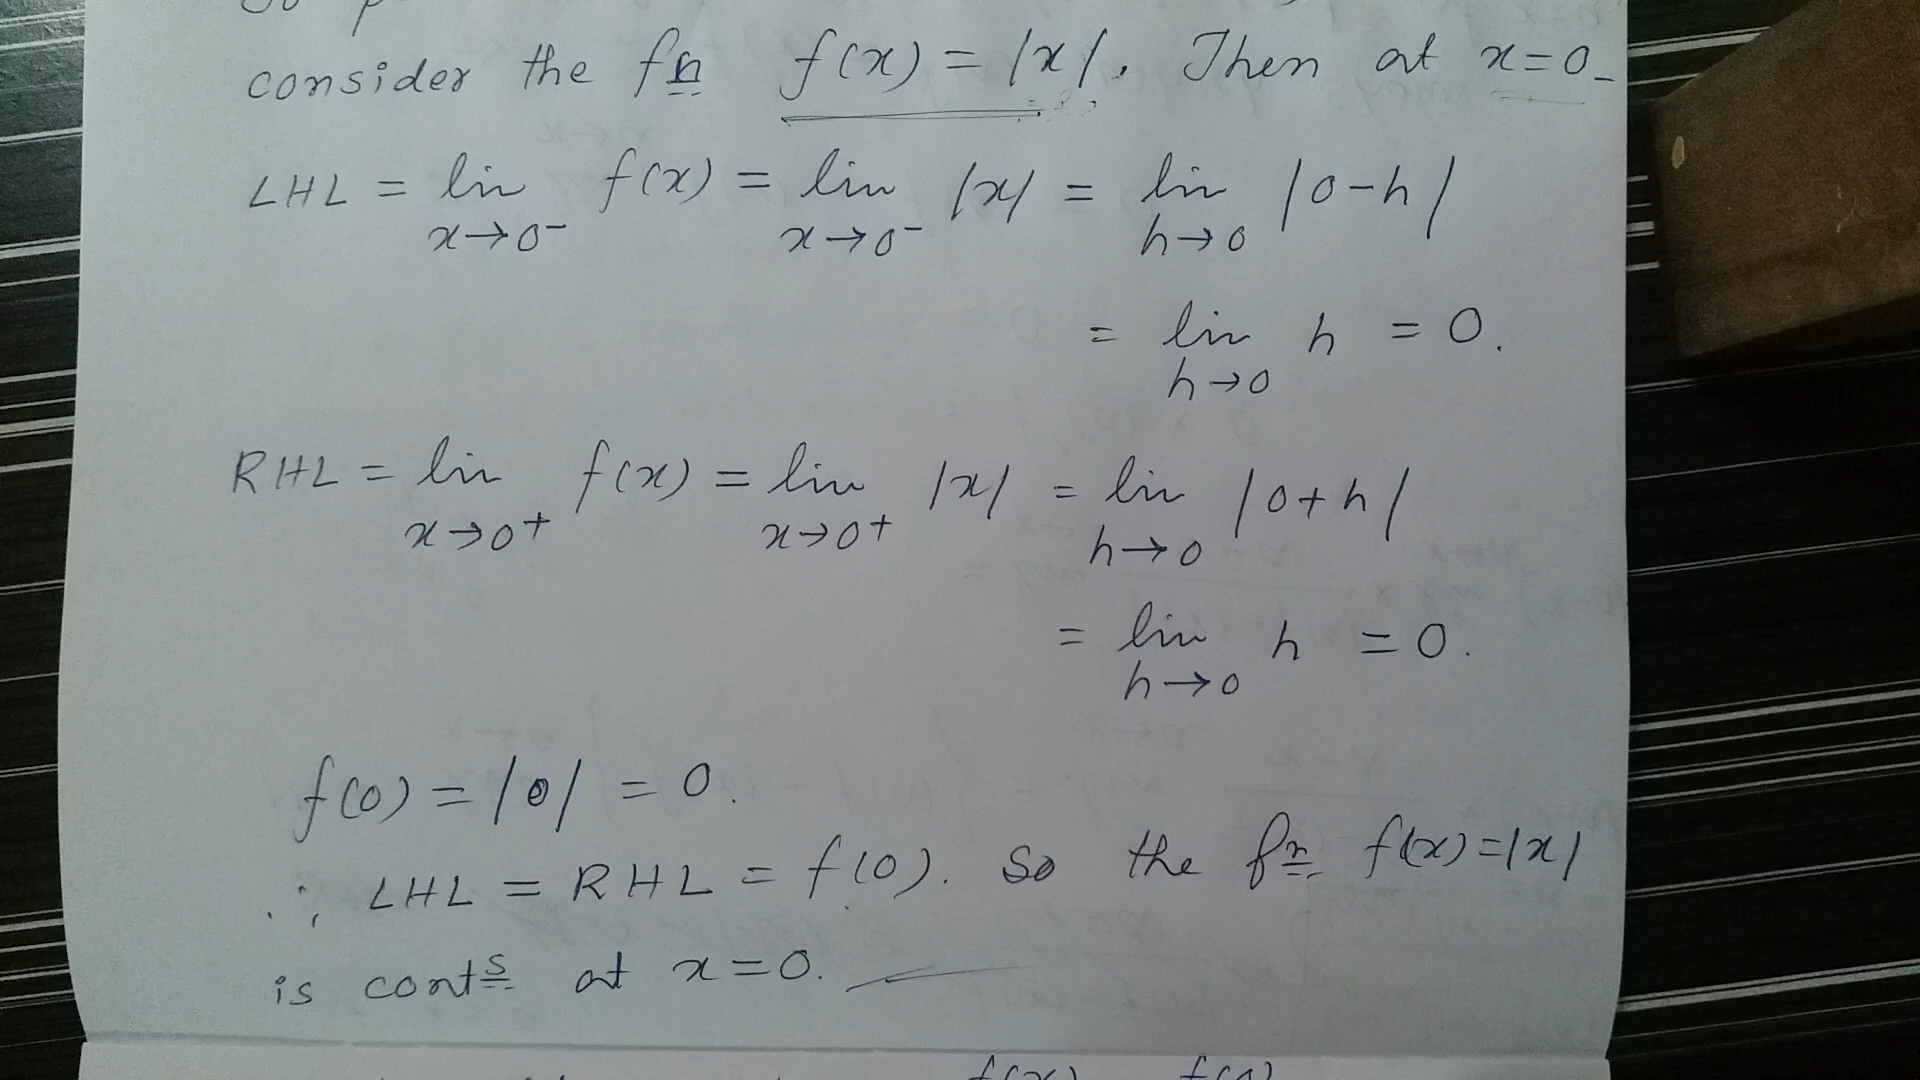 consider the fn f(x) = |x|. Then at x=0-
LHL = lim x→0- f(x) = lim x→0- |x| = lim h→0 |0-h|
= lim h→0 h = 0.
RHL = lim x→0+ f(x) = lim x→0+ |x| = lim h→0 |0+h|
= lim h→0 h = 0.
f(0) = |0| = 0.
∴ LHL = RHL = f(0). So the fn f(x)=|x|
is conts at x=0.
f(x) f(1)